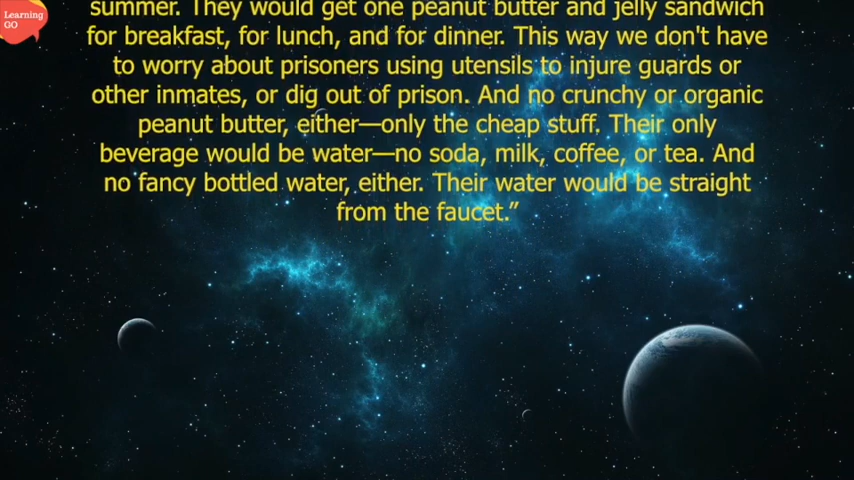 Learning
GO
summer. They would get one peanut butter and jelly sandwich
for breakfast, for lunch, and for dinner. This way we don't have
to worry about prisoners using utensils to injure guards or
other inmates, or dig out of prison. And no crunchy or organic
peanut butter, either—only the cheap stuff. Their only
beverage would be water—no soda, milk, coffee, or tea. And
no fancy bottled water, either. Their water would be straight
from the faucet.”